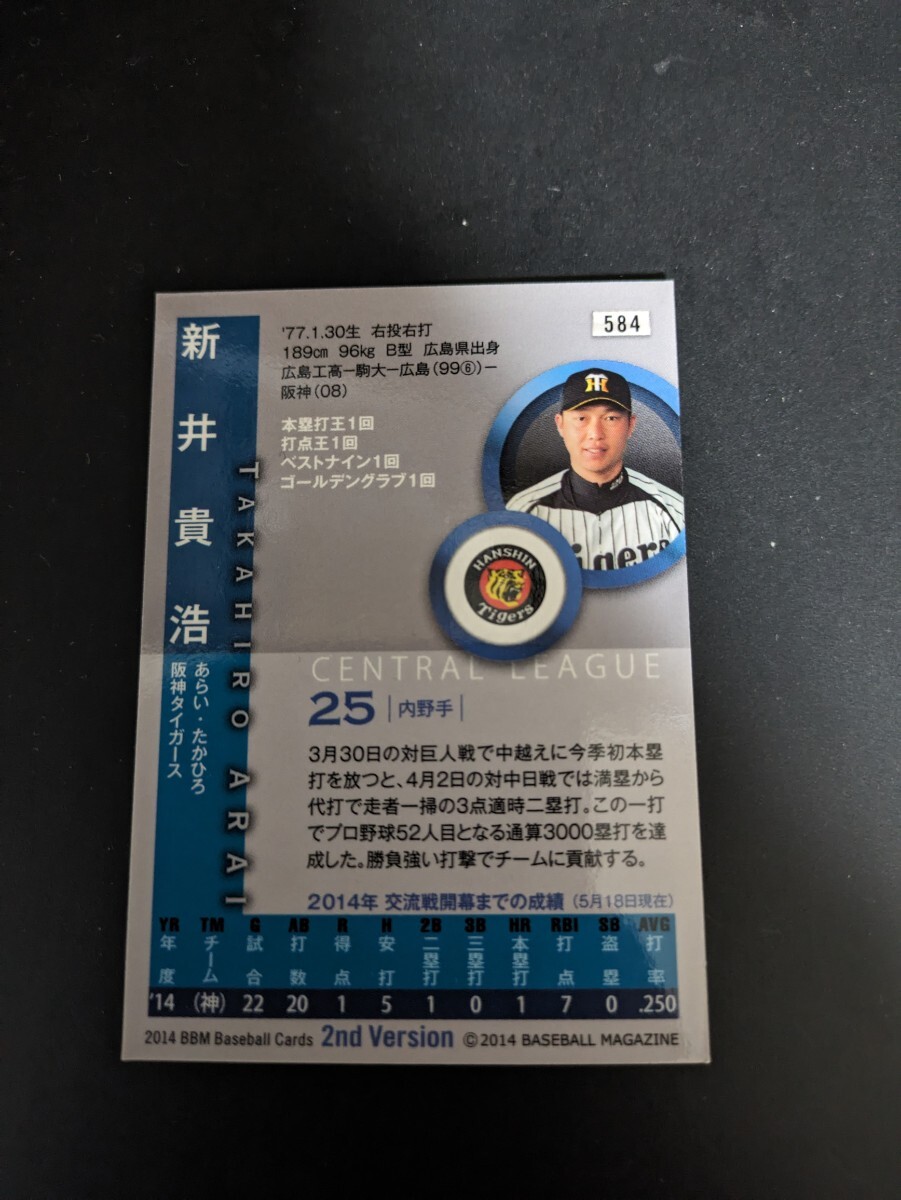 584
新井貴浩
TAKAHIRO ARAI
あらい・たかひろ
阪神タイガース
'77.1.30生 右投右打
189㎝ 96㎏ B型 広島県出身
広島工高ー駒大ー広島(99⑥)ー
阪神(08)
本塁打王1回
打点王1回
ベストナイン1回
ゴールデングラブ1回
Tigers
HANSHIN
Tigers
CENTRAL LEAGUE
25 |内野手|
3月30日の対巨人戦で中越えに今季初本塁
打を放つと、4月2日の対中日戦では満塁から
代打で走者一掃の3点適時二塁打。この一打
でプロ野球52人目となる通算3000塁打を達
成した。勝負強い打撃でチームに貢献する。
2014年 交流戦開幕までの成績 (5月18日現在)
YR TM G AB R H 2B 3B HR RBI SB AVG
年度 チーム 試合 打数 得点 安打 二塁打 三塁打 本塁打 打点 盗塁 打率
'14 (神) 22 20 1 5 1 0 1 7 0 .250
2014 BBM Baseball Cards 2nd Version ©2014 BASEBALL MAGAZINE